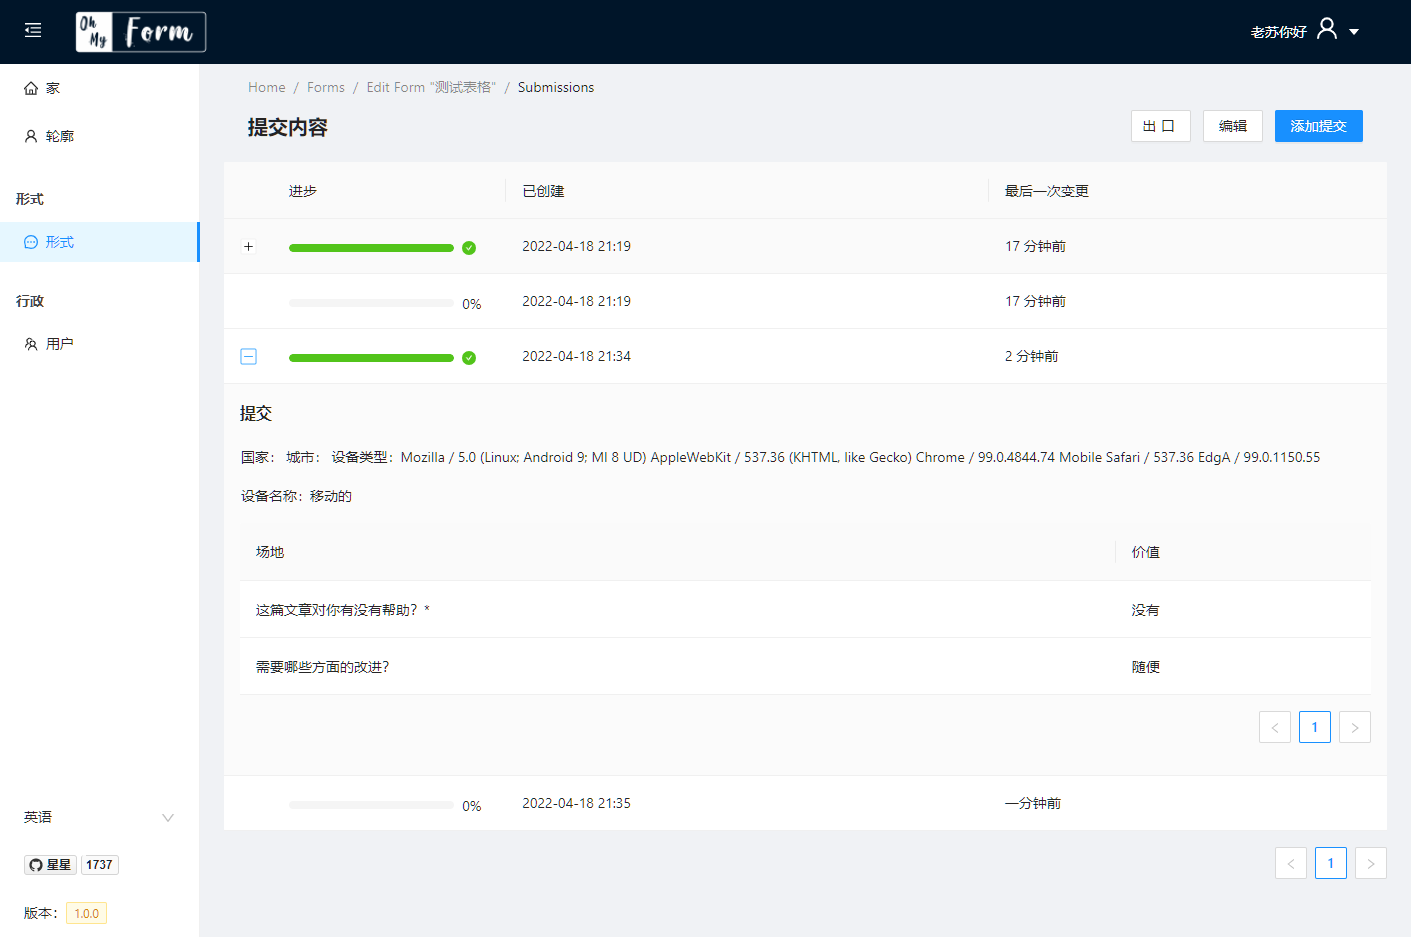 Oh My Form
老苏你好
家
轮廓
形式
形式
行政
用户
英语
星星 1737
版本： 1.0.0
Home / Forms / Edit Form "测试表格" / Submissions
提交内容
出口 编辑 添加提交
进步 已创建 最后一次变更
2022-04-18 21:19 17 分钟前
0% 2022-04-18 21:19 17 分钟前
2022-04-18 21:34 2 分钟前
提交
国家： 城市： 设备类型：Mozilla / 5.0 (Linux; Android 9; MI 8 UD) AppleWebKit / 537.36 (KHTML, like Gecko) Chrome / 99.0.4844.74 Mobile Safari / 537.36 EdgA / 99.0.1150.55
设备名称：移动的
场地 价值
这篇文章对你有没有帮助？* 没有
需要哪些方面的改进? 随便
< 1 >
0% 2022-04-18 21:35 一分钟前
< 1 >